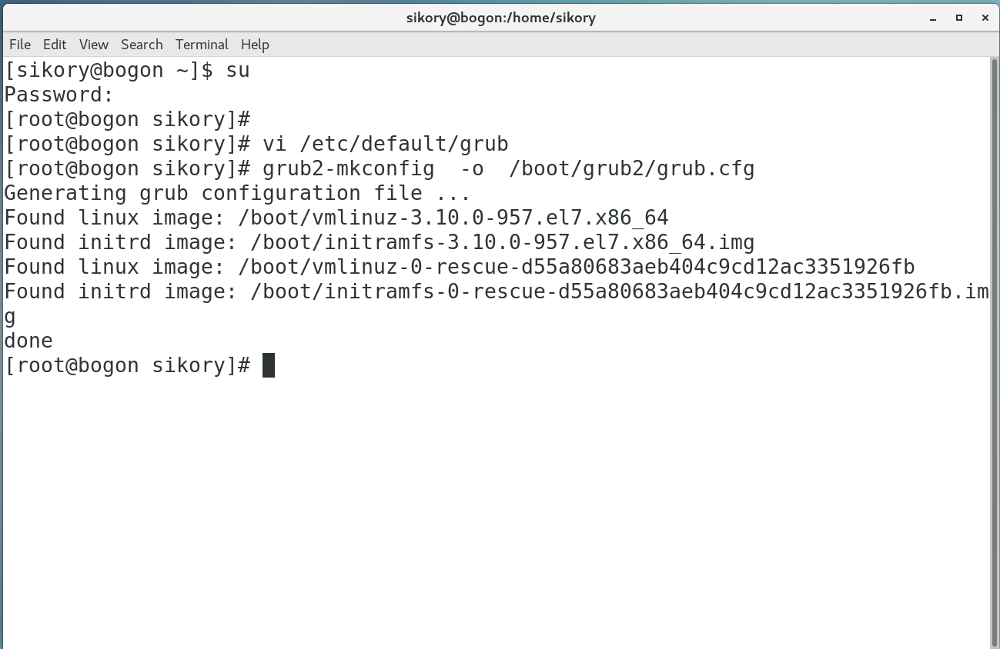 sikory@bogon:/home/sikory
File Edit View Search Terminal Help
[sikory@bogon ~]$ su
Password:
[root@bogon sikory]#
[root@bogon sikory]# vi /etc/default/grub
[root@bogon sikory]# grub2-mkconfig  -o  /boot/grub2/grub.cfg
Generating grub configuration file ...
Found linux image: /boot/vmlinuz-3.10.0-957.el7.x86_64
Found initrd image: /boot/initramfs-3.10.0-957.el7.x86_64.img
Found linux image: /boot/vmlinuz-0-rescue-d55a80683aeb404c9cd12ac3351926fb
Found initrd image: /boot/initramfs-0-rescue-d55a80683aeb404c9cd12ac3351926fb.im
g
done
[root@bogon sikory]#